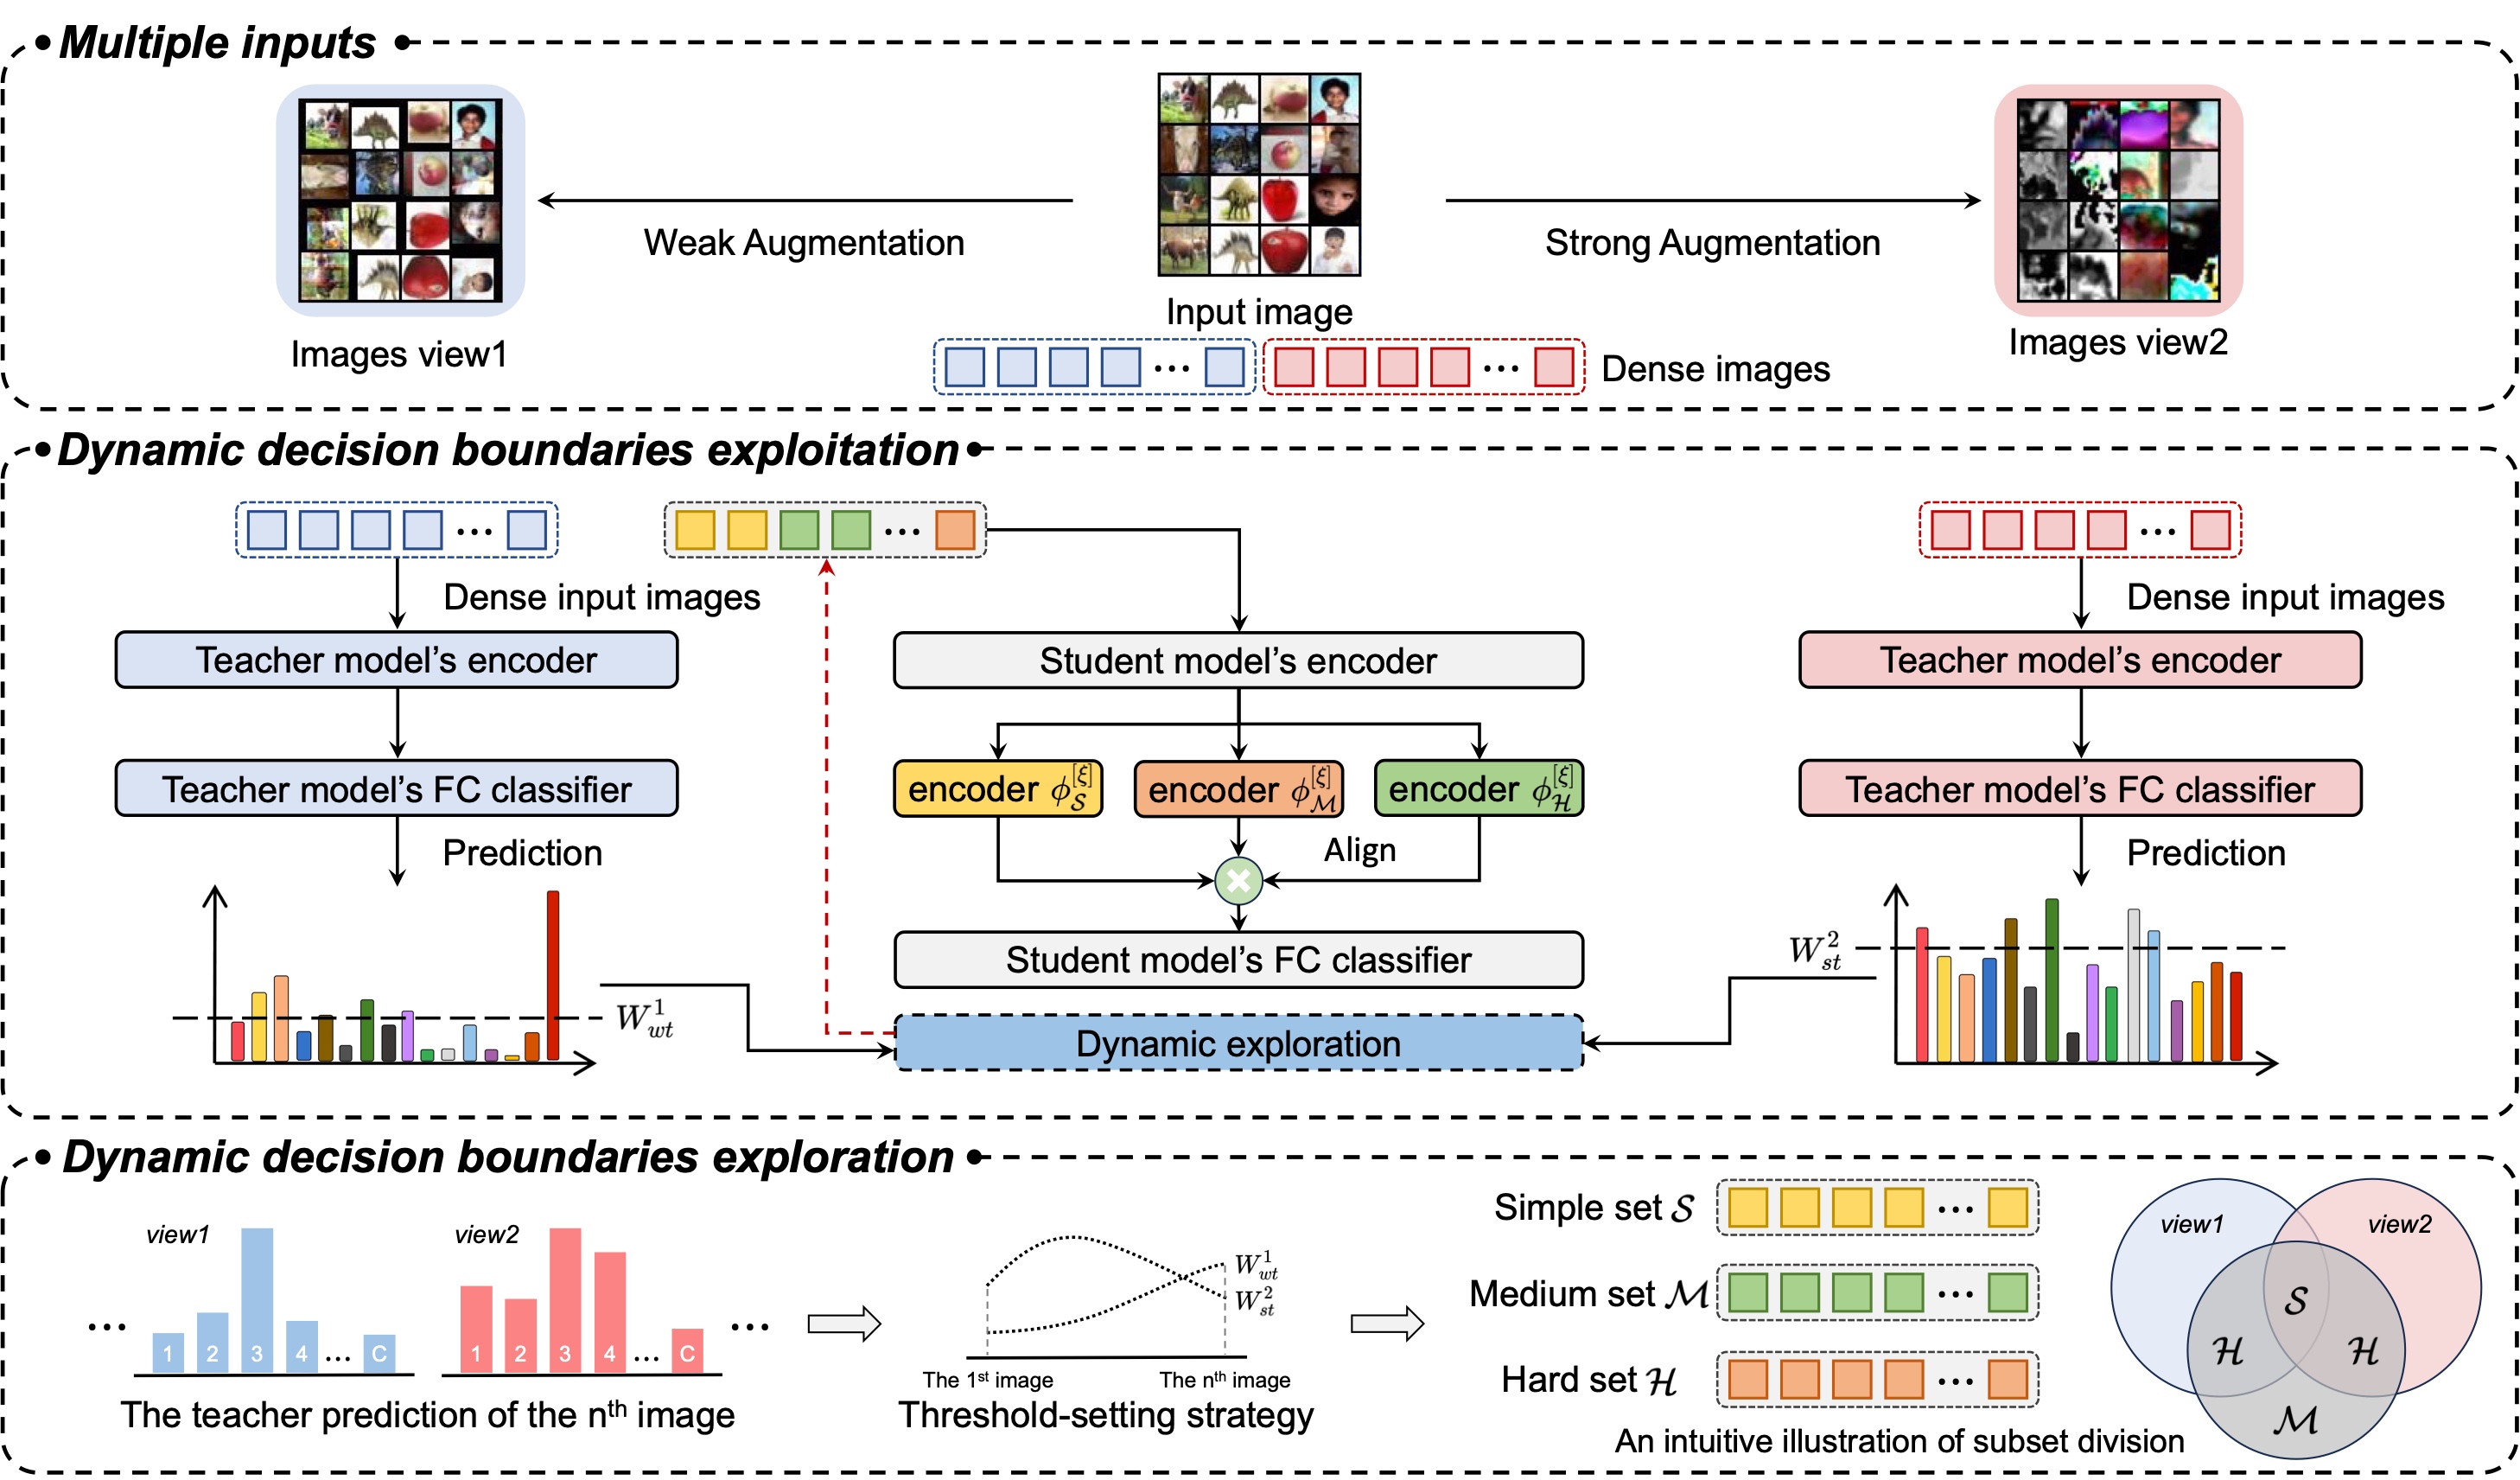 • Multiple inputs •
Weak Augmentation
Strong Augmentation
Input image
Images view1
Images view2
... ... Dense images
• Dynamic decision boundaries exploitation •
... ... ...
Dense input images
Dense input images
Teacher model’s encoder
Student model’s encoder
Teacher model’s encoder
Teacher model’s FC classifier
encoder $\phi_{\mathcal{S}}^{[\xi]}$
encoder $\phi_{\mathcal{M}}^{[\xi]}$
encoder $\phi_{\mathcal{H}}^{[\xi]}$
Teacher model’s FC classifier
Prediction
Align
Prediction
Student model’s FC classifier
$W_{st}^{2}$
$W_{wt}^{1}$
Dynamic exploration
• Dynamic decision boundaries exploration •
view1
view2
... 1 2 3 4 ... C
1 2 3 4 ... C ...
The teacher prediction of the nth image
$W_{wt}^{1}$
$W_{st}^{2}$
The 1st image
The nth image
Threshold-setting strategy
Simple set $\mathcal{S}$ ...
Medium set $\mathcal{M}$ ...
Hard set $\mathcal{H}$ ...
An intuitive illustration of subset division
view1
view2
$\mathcal{S}$
$\mathcal{H}$
$\mathcal{H}$
$\mathcal{M}$